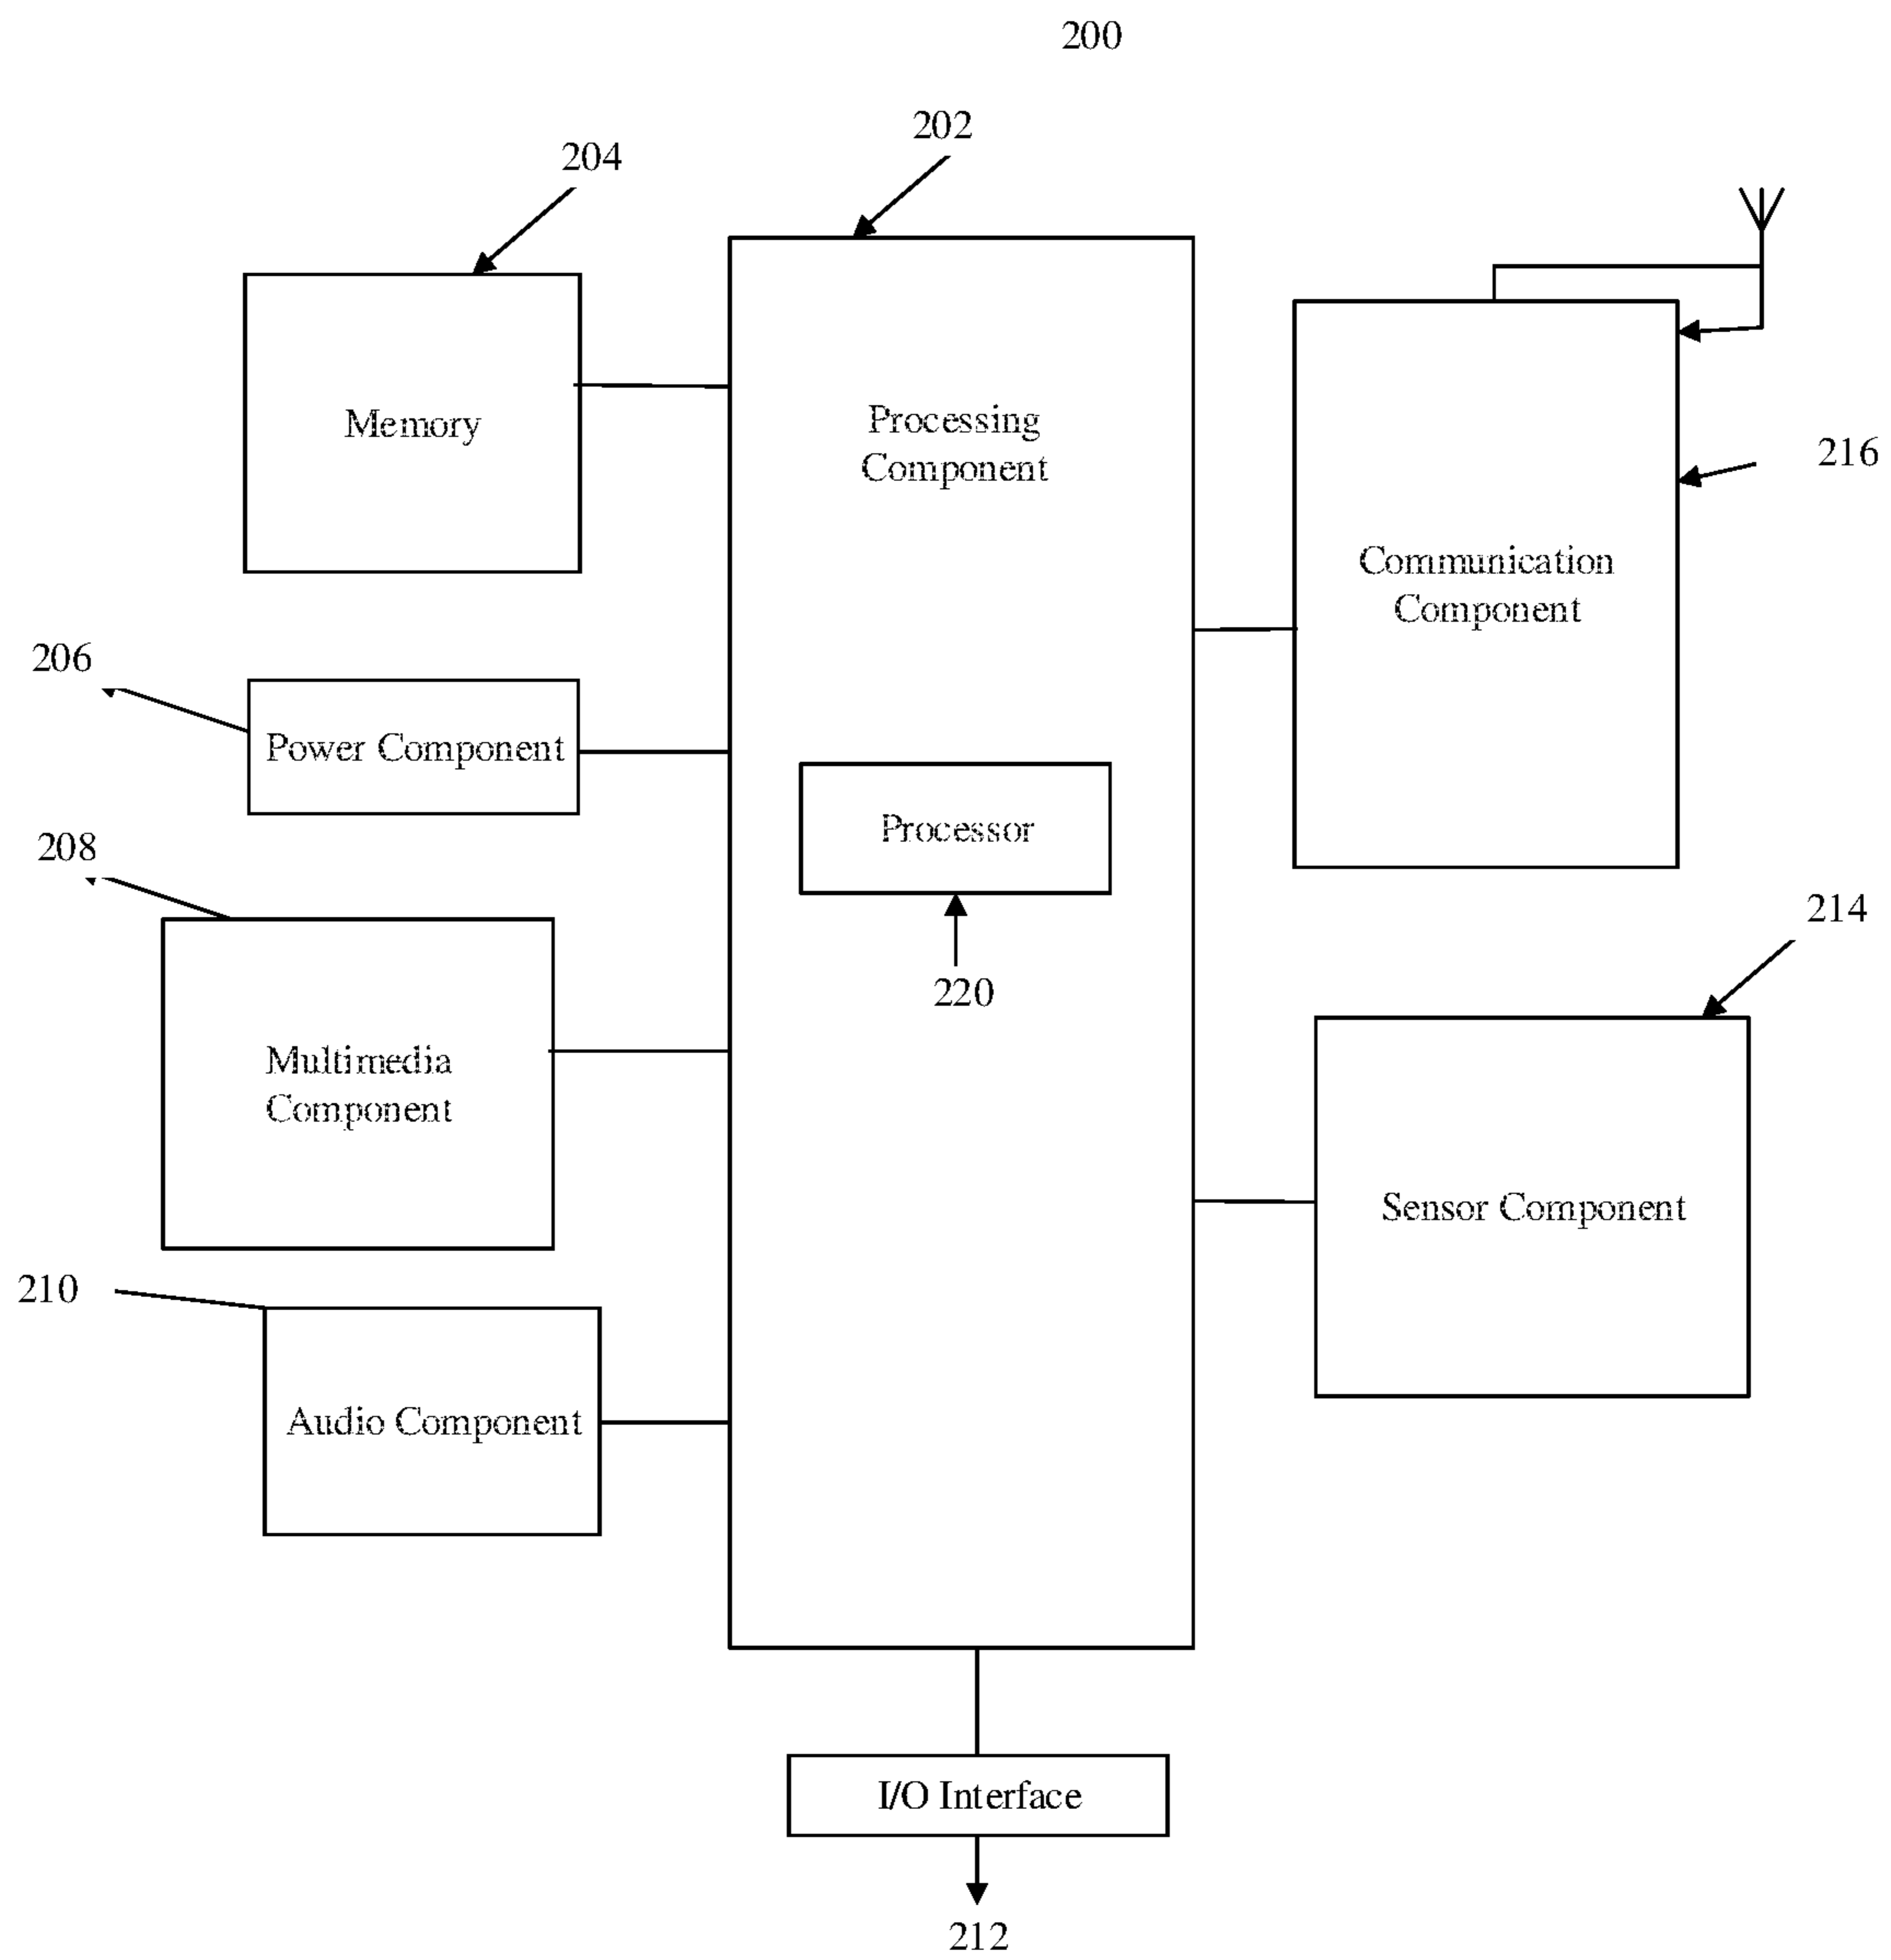 200
202
204
Memory
Processing
Component
216
Communication
Component
206
Power Component
Processor
208
214
220
Multimedia
Component
Sensor Component
210
Audio Component
I/O Interface
212